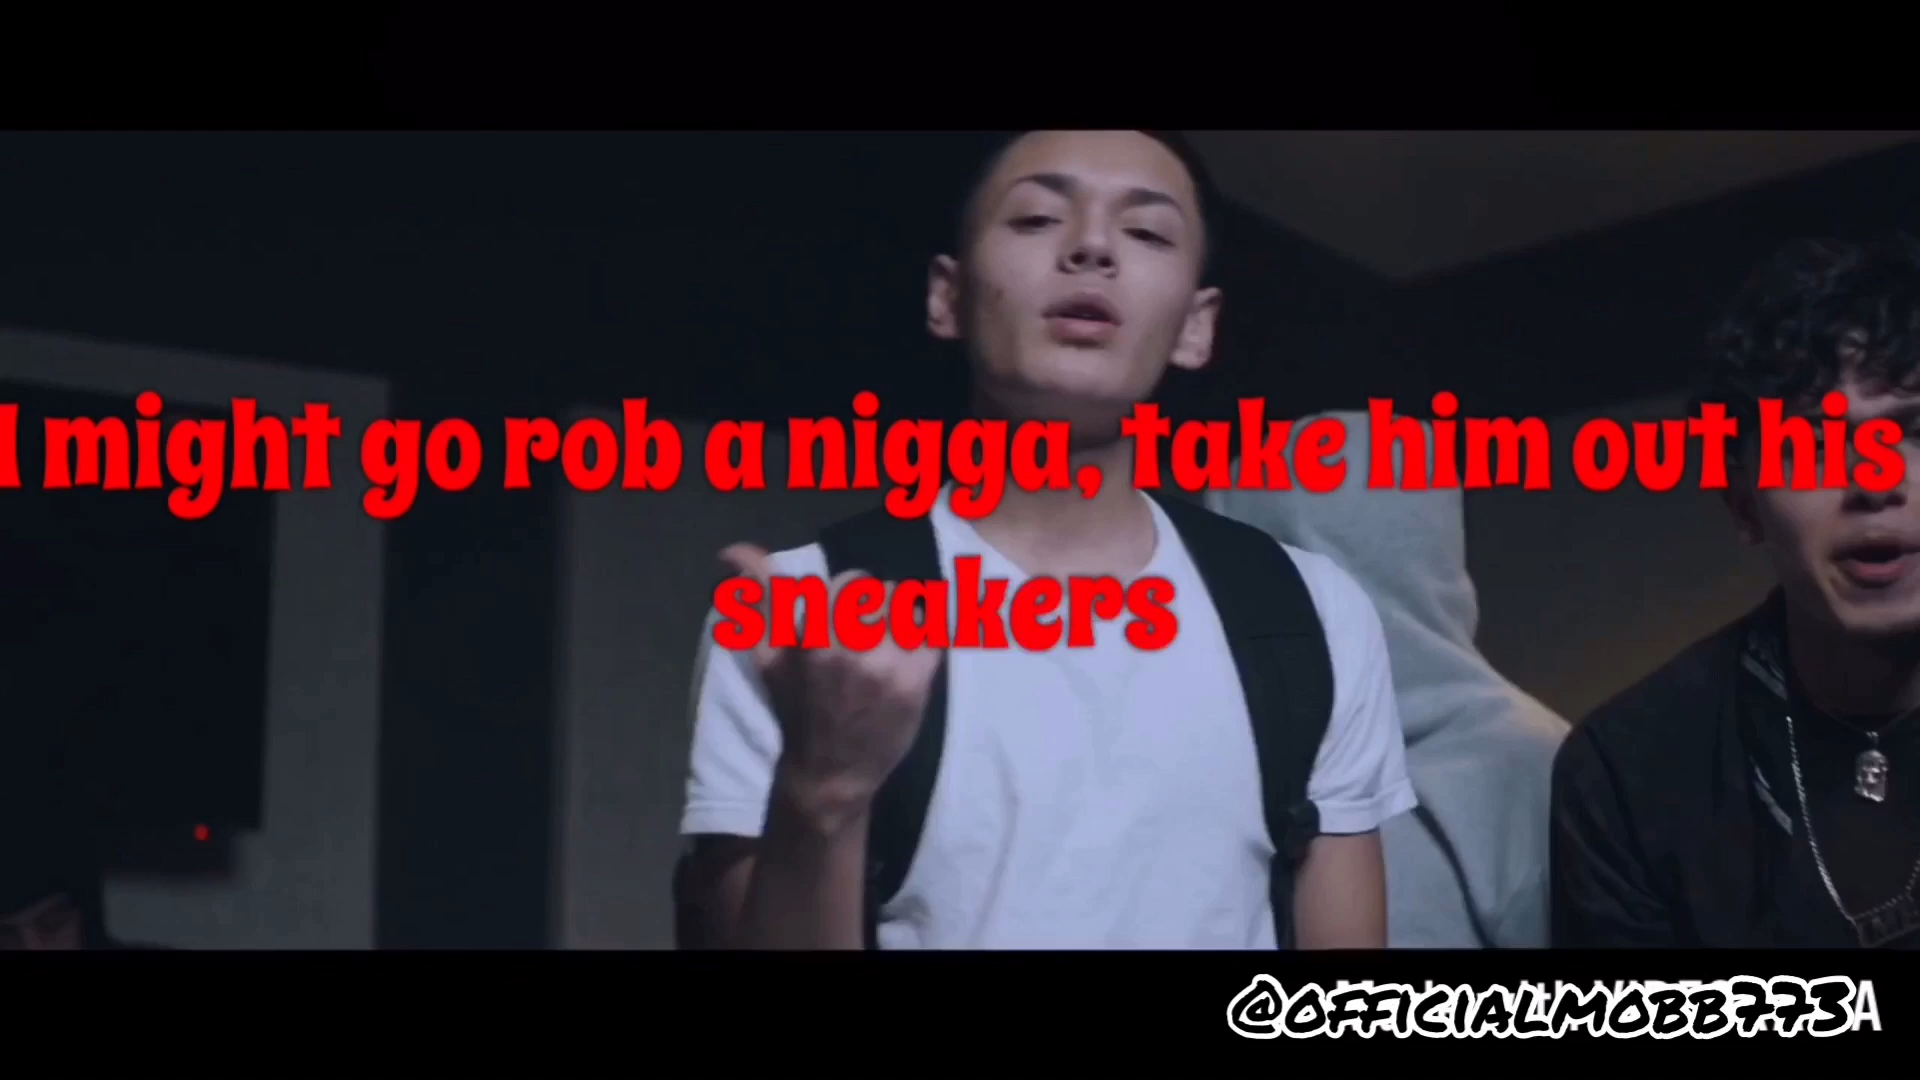 I might go rob a nigga, take him out his
sneakers
@OFFICIALMOBB773